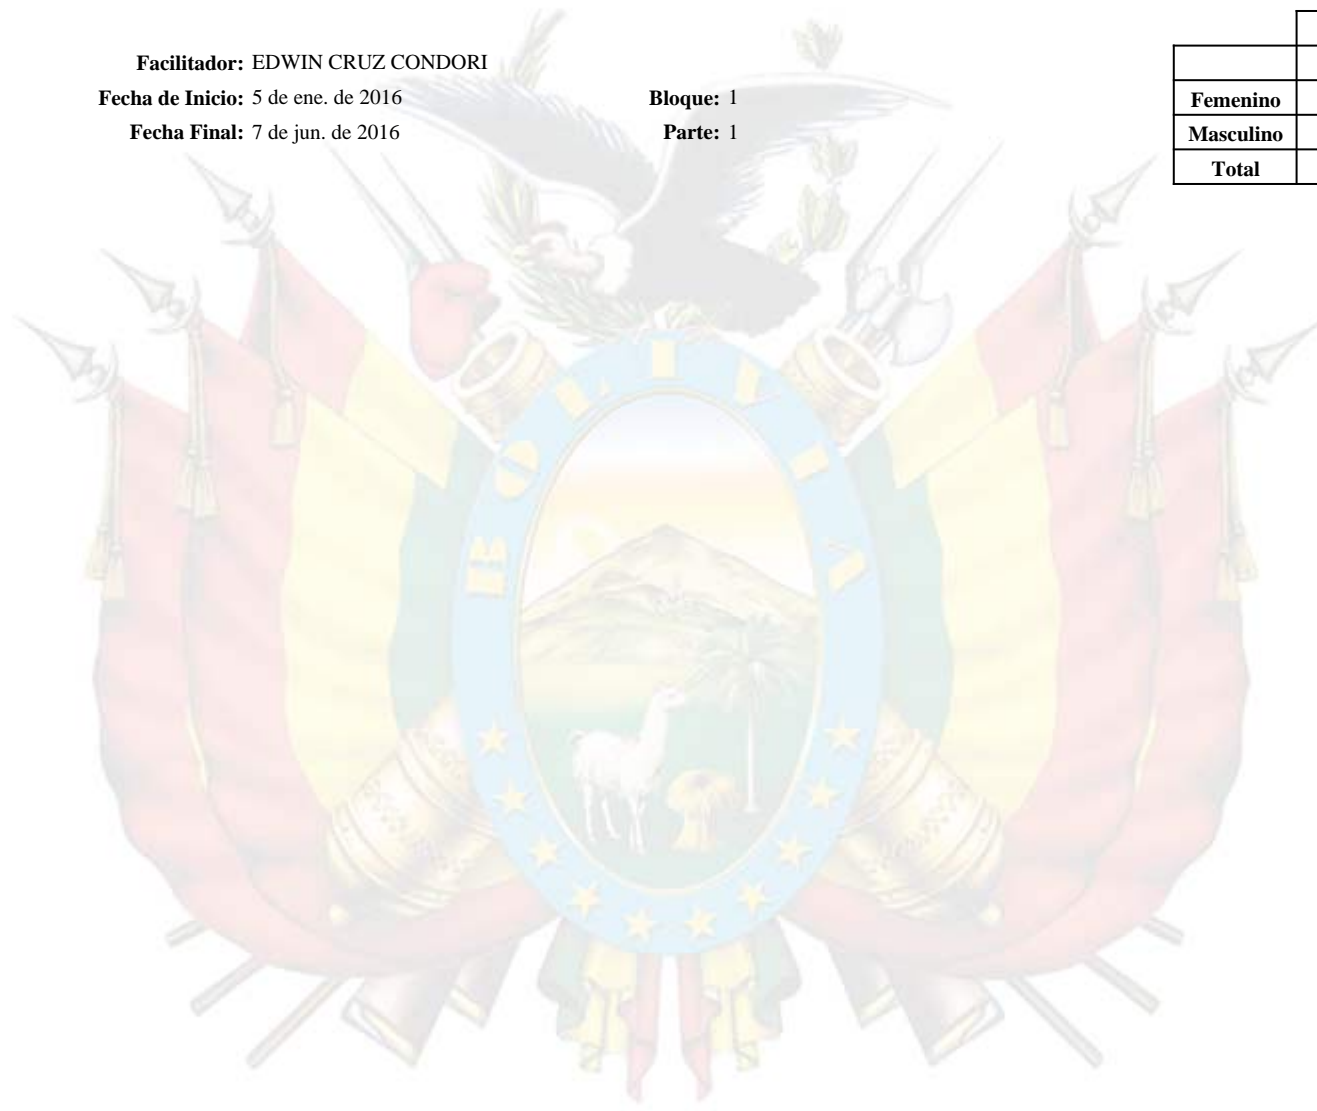 Facilitador: EDWIN CRUZ CONDORI
Fecha de Inicio: 5 de ene. de 2016 Bloque: 1
Fecha Final: 7 de jun. de 2016 Parte: 1
Femenino
Masculino
Total
BOLIVIA